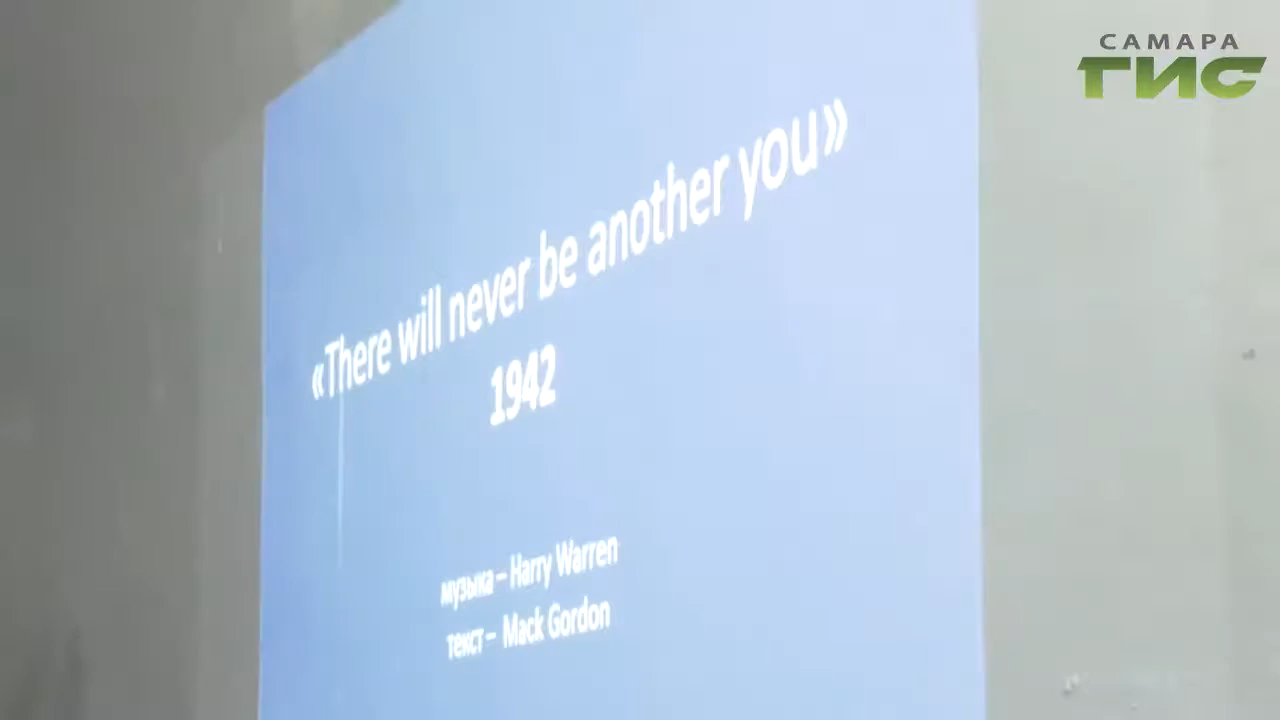 САМАРА
ГИС
«There will never be another you»
1942
музыка – Harry Warren
текст – Mack Gordon